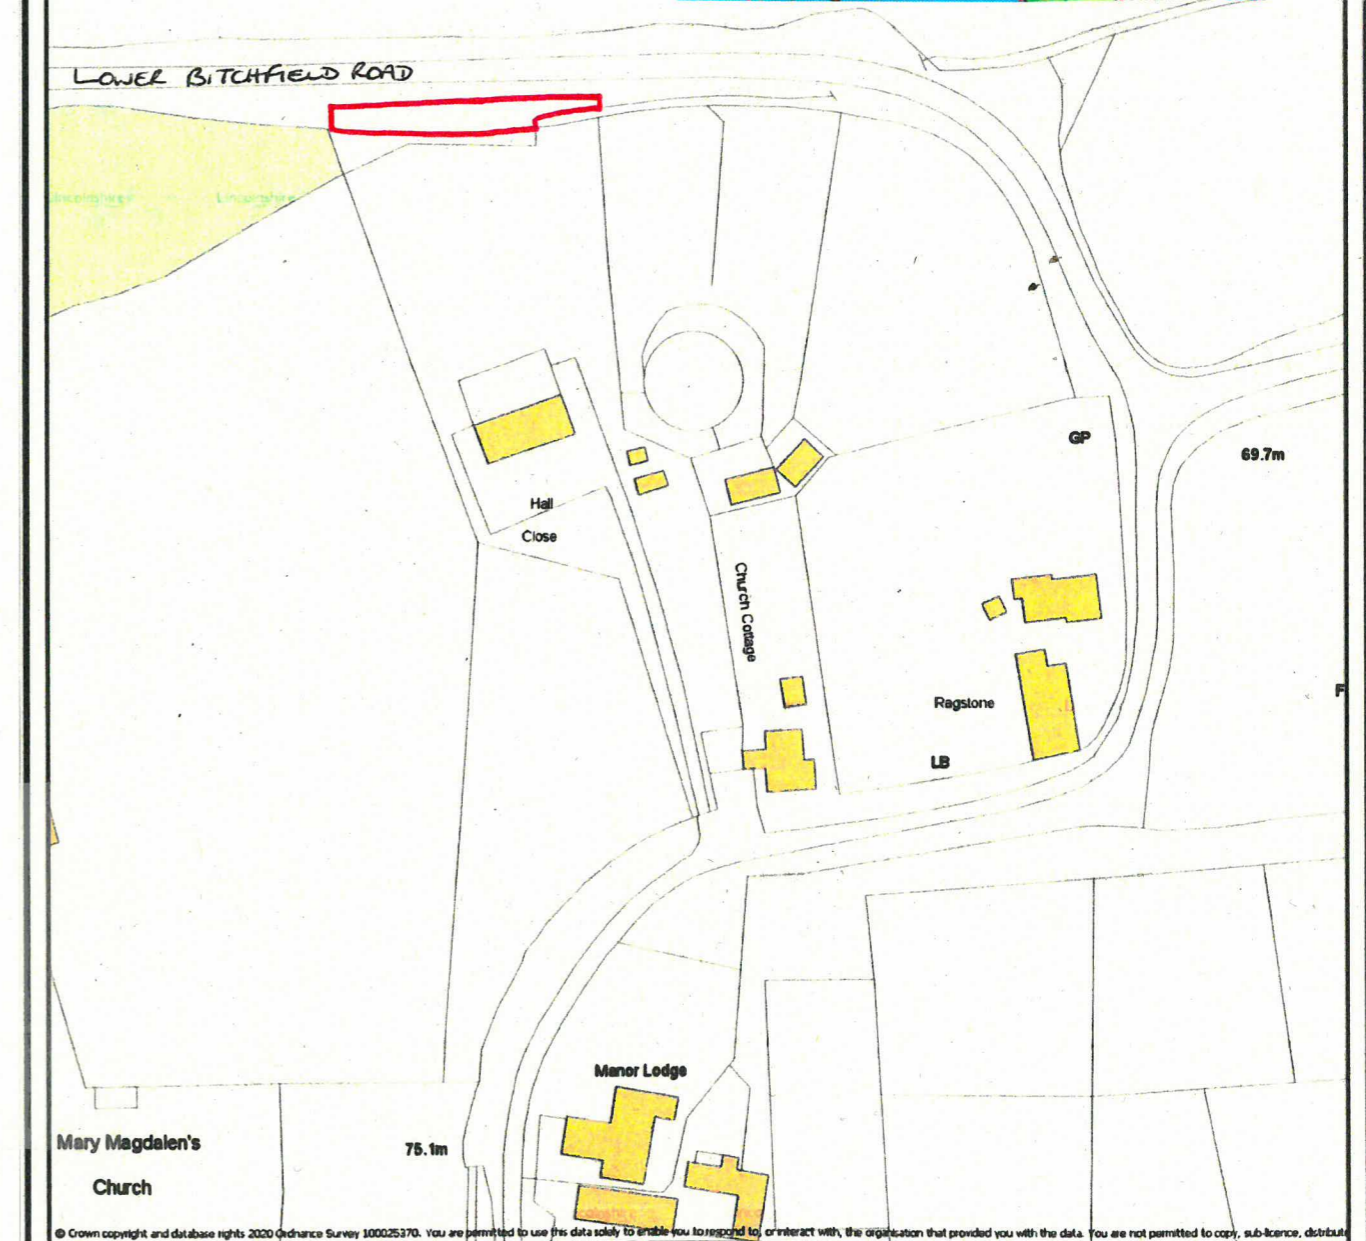 LOWER BITCHFIELD ROAD
Lincolnshire
GP
69.7m
Hall
Close
Church Cottage
Ragstone
LB
F
Manor Lodge
Mary Magdalen's
Church
75.1m
© Crown copyright and database rights 2020 Ordnance Survey 100025370. You are permitted to use this data solely to enable you to respond to, or interact with, the organisation that provided you with the data. You are not permitted to copy, sub-licence, distribut